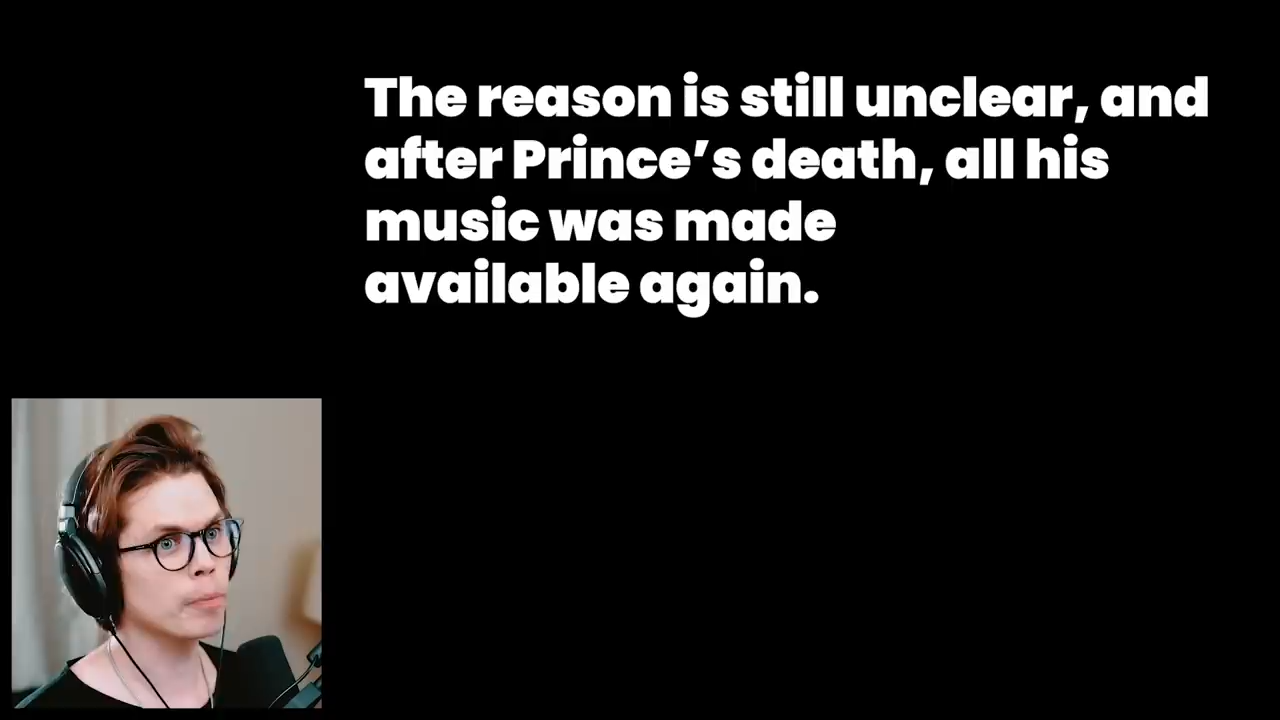 The reason is still unclear, and
after Prince’s death, all his
music was made
available again.